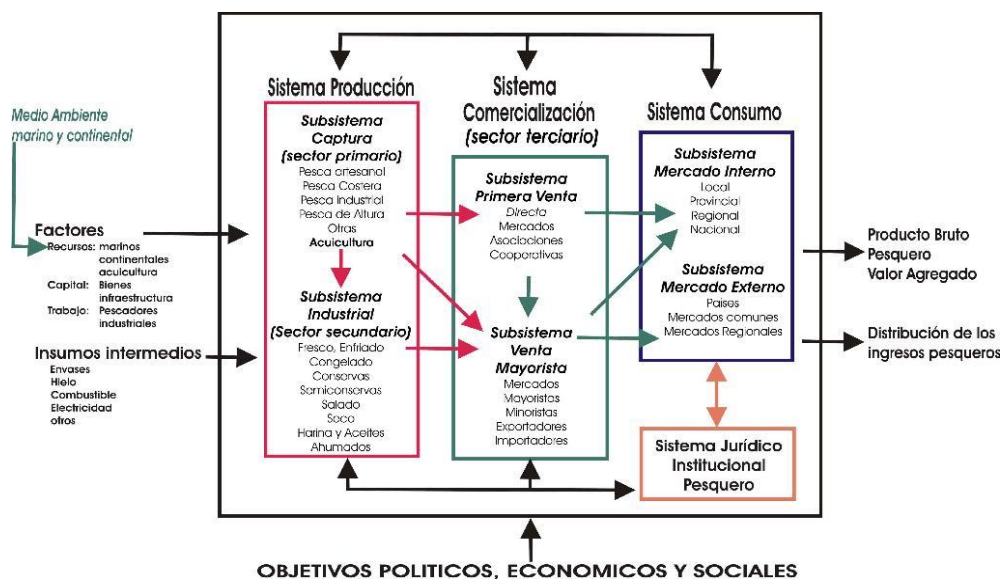 Medio Ambiente
marino y continental
Factores
Recursos: marinos
continentales
acuicultura
Capital: Bienes
infraestructura
Trabajo: Pescadores
industriales
Insumos intermedios
Envases
Hielo
Combustible
Electricidad
otros
Sistema Producción
Subsistema
Captura
(sector primario)
Pesca artesanal
Pesca Costera
Pesca Industrial
Pesca de Altura
Otras
Acuicultura
Subsistema
Industrial
(Sector secundario)
Fresco, Enfriado
Congelado
Conservas
Semiconservas
Salado
Seco
Harina y Aceites
Ahumados
Sistema
Comercialización
(sector terciario)
Subsistema
Primera Venta
Directa
Mercados
Asociaciones
Cooperativas
Subsistema
Venta
Mayorista
Mercados
Mayoristas
Minoristas
Exportadores
Importadores
Sistema Consumo
Subsistema
Mercado Interno
Local
Provincial
Regional
Nacional
Subsistema
Mercado Externo
Paises
Mercados comunes
Mercados Regionales
Sistema Jurídico
Institucional
Pesquero
Producto Bruto
Pesquero
Valor Agregado
Distribución de los
ingresos pesqueros
OBJETIVOS POLITICOS, ECONOMICOS Y SOCIALES